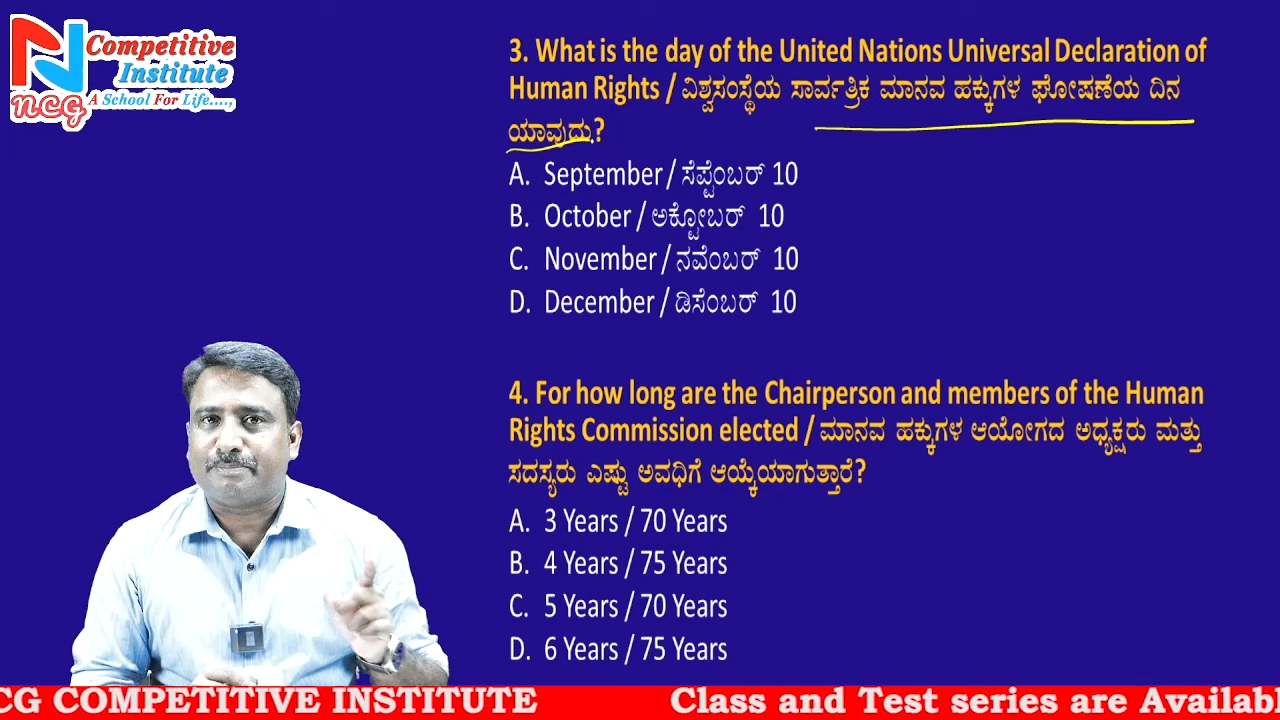 Competitive
Institute
NCG A School For Life....,
3. What is the day of the United Nations Universal Declaration of
Human Rights / ವಿಶ್ವಸಂಸ್ಥೆಯ ಸಾರ್ವತ್ರಿಕ ಮಾನವ ಹಕ್ಕುಗಳ ಘೋಷಣೆಯ ದಿನ
ಯಾವುದು?
A. September / ಸೆಪ್ಟೆಂಬರ್ 10
B. October / ಅಕ್ಟೋಬರ್ 10
C. November / ನವೆಂಬರ್ 10
D. December / ಡಿಸೆಂಬರ್ 10
4. For how long are the Chairperson and members of the Human
Rights Commission elected / ಮಾನವ ಹಕ್ಕುಗಳ ಆಯೋಗದ ಅಧ್ಯಕ್ಷರು ಮತ್ತು
ಸದಸ್ಯರು ಎಷ್ಟು ಅವಧಿಗೆ ಆಯ್ಕೆಯಾಗುತ್ತಾರೆ?
A. 3 Years / 70 Years
B. 4 Years / 75 Years
C. 5 Years / 70 Years
D. 6 Years / 75 Years
CG COMPETITIVE INSTITUTE Class and Test series are Availabl